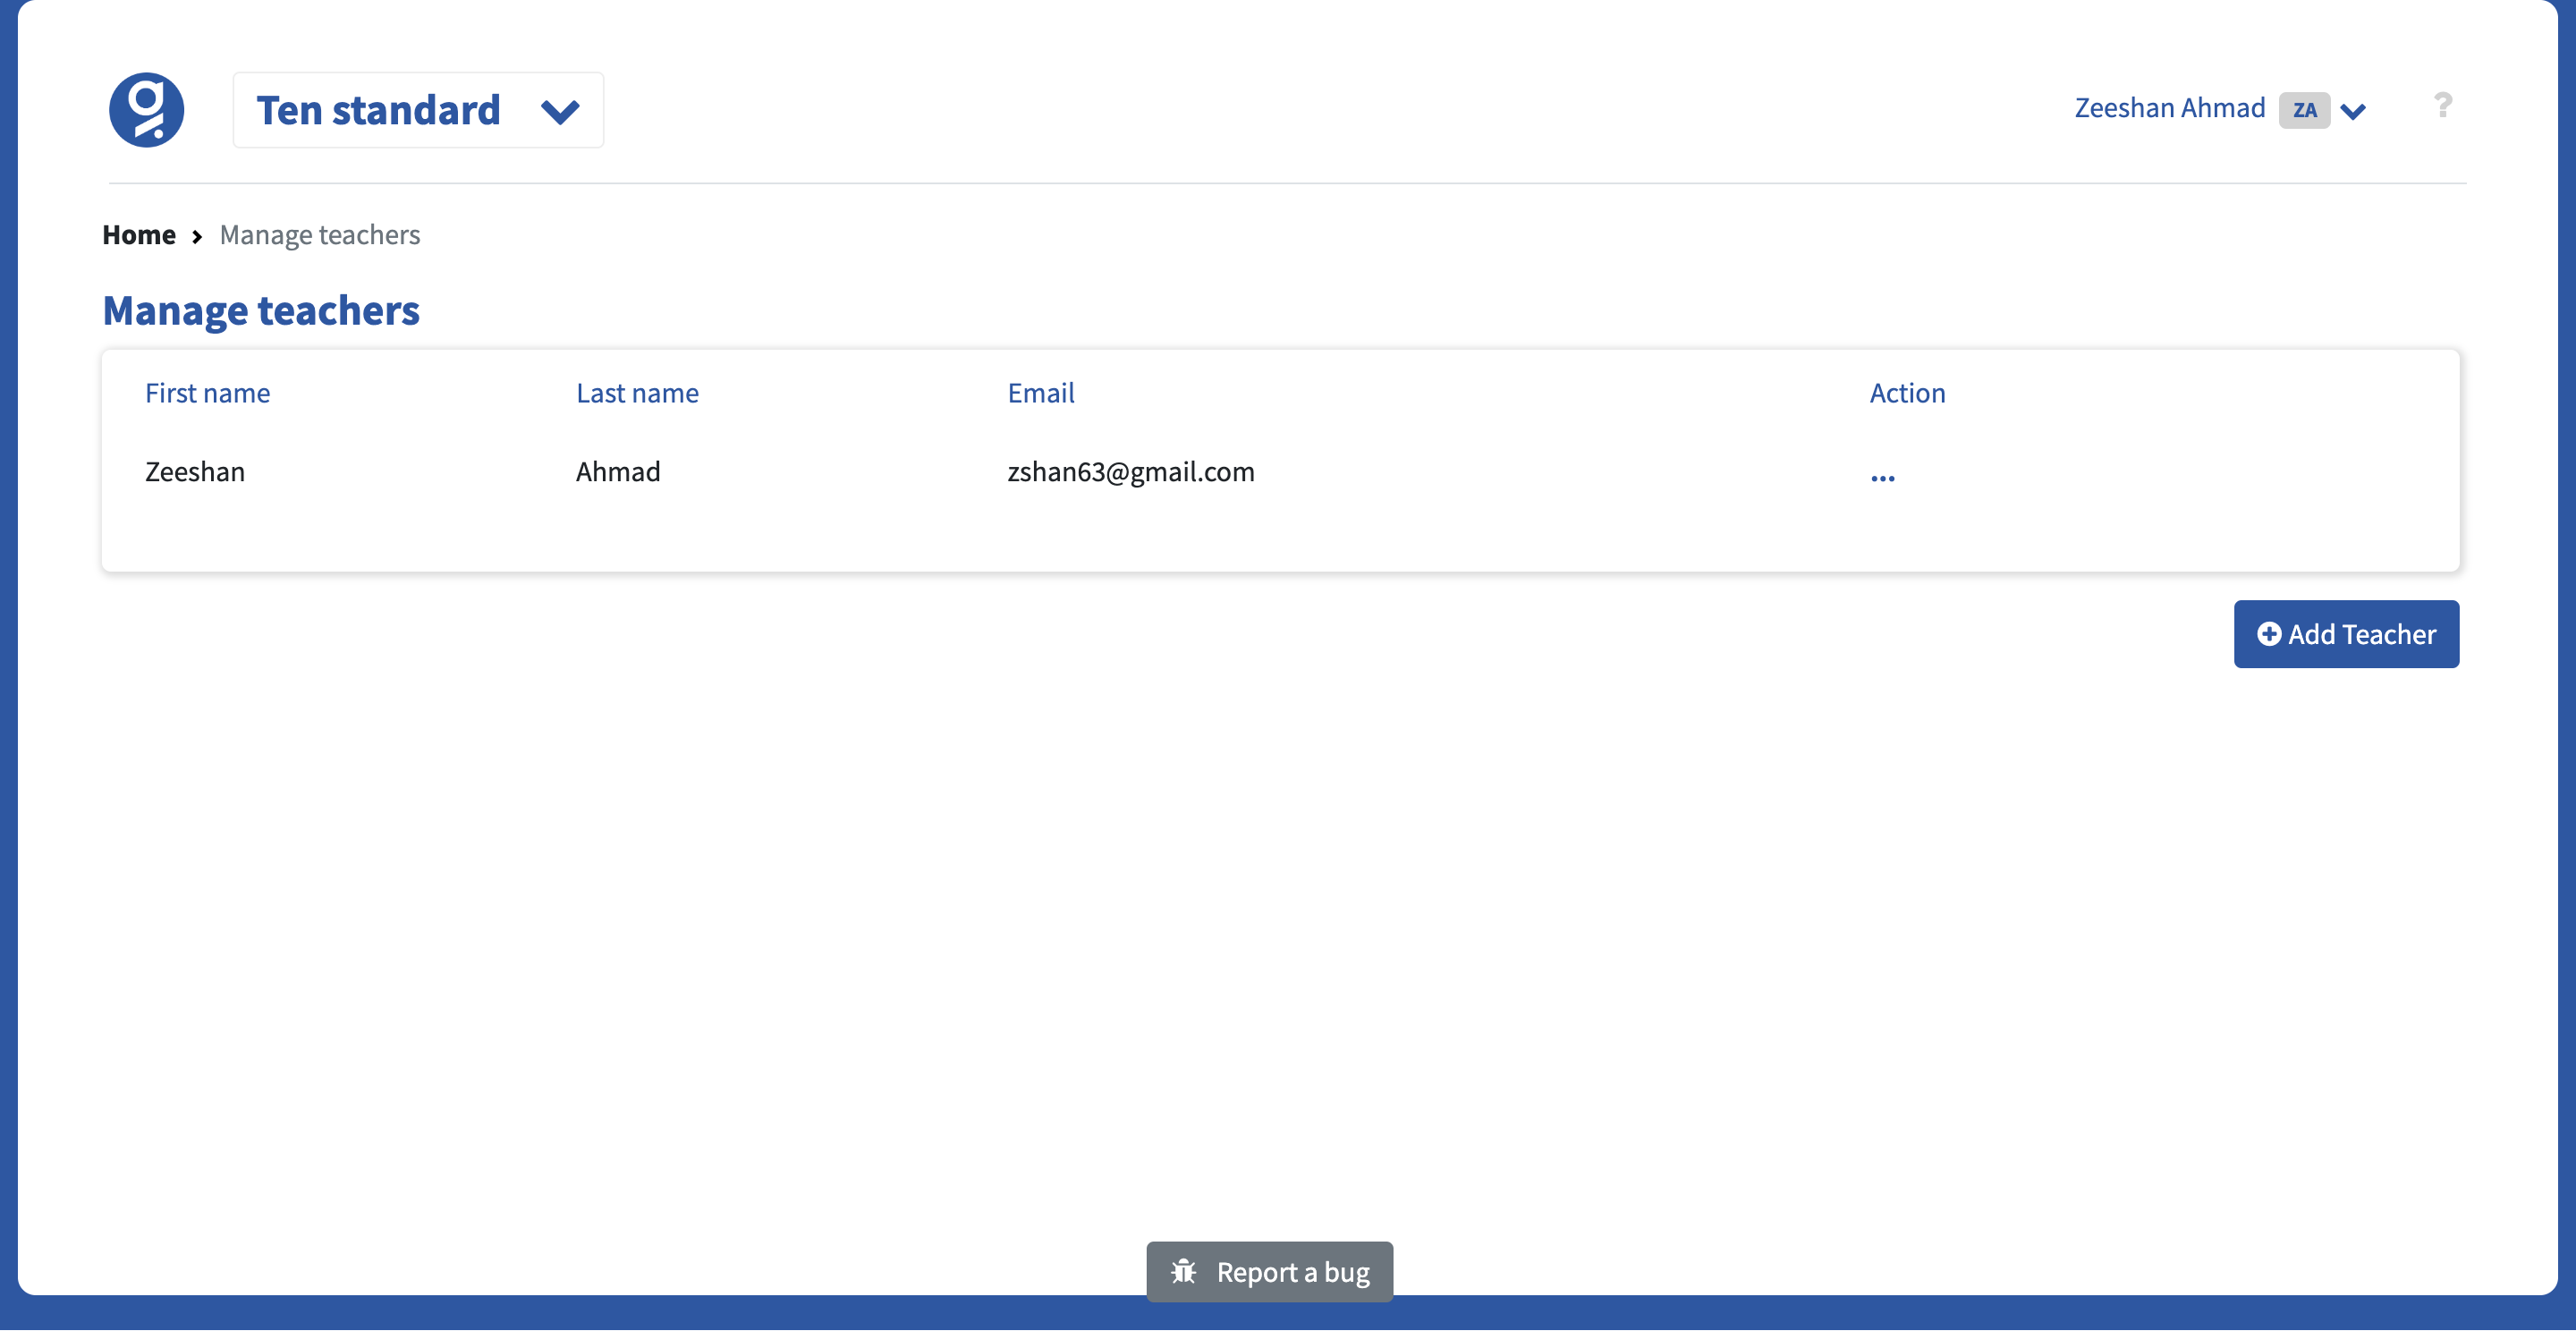 Ten standard
Zeeshan Ahmad ZA ?
Home > Manage teachers
Manage teachers
First name Last name Email Action
Zeeshan Ahmad zshan63@gmail.com ...
Add Teacher
Report a bug